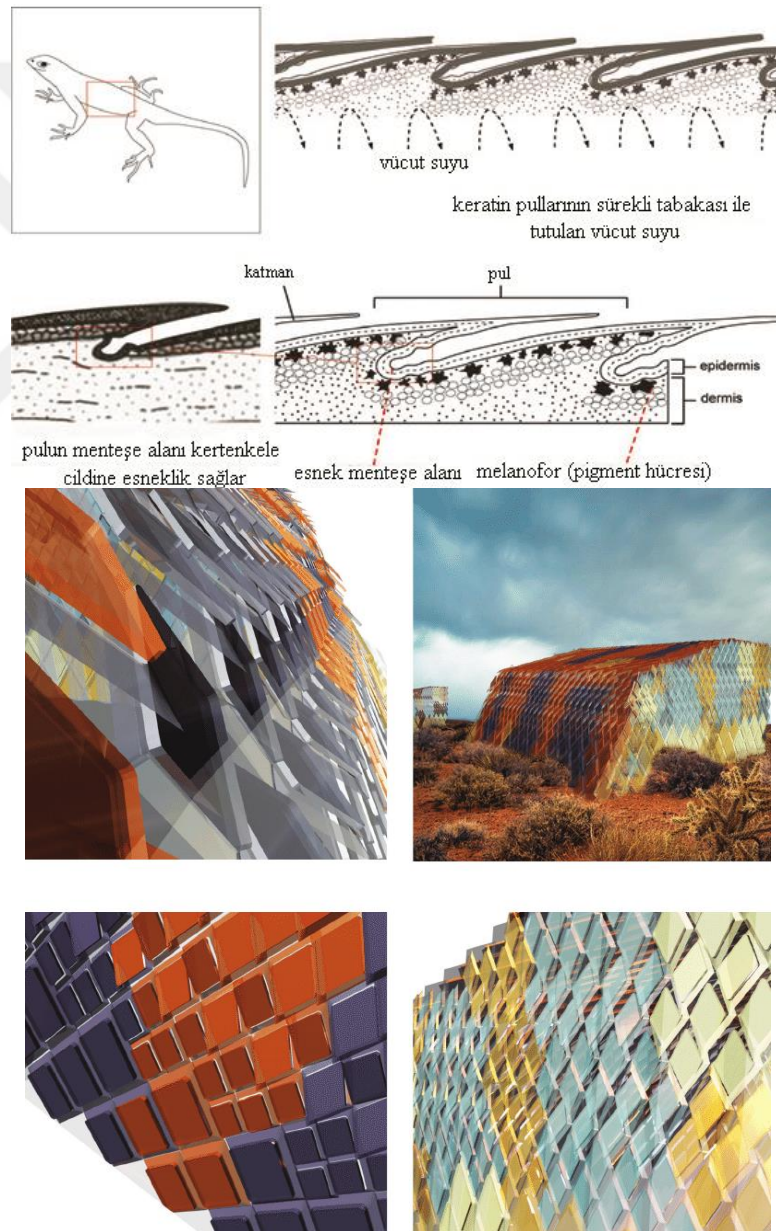 vücut suyu
keratin pullarının sürekli tabakası ile
tutulan vücut suyu
katman
pul
epidermis
dermis
pulun menteşe alanı kertenkele
cildine esneklik sağlar
esnek menteşe alanı
melanofor (pigment hücresi)